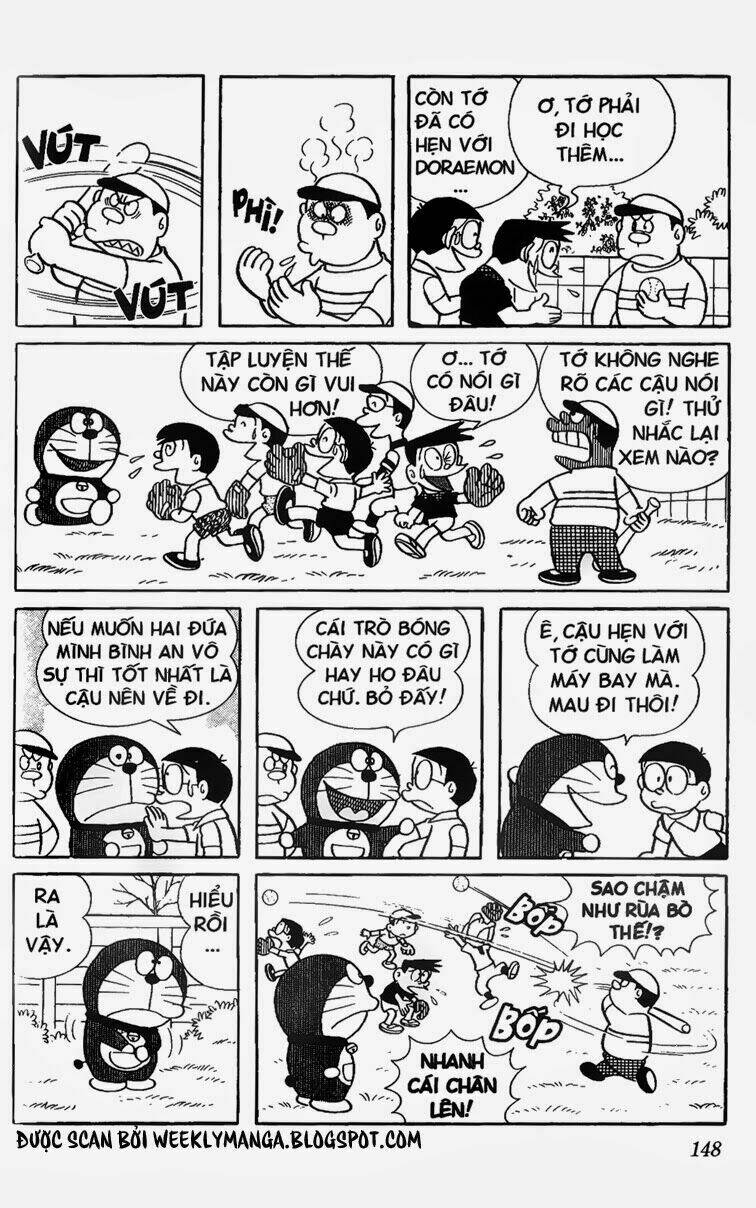 Ơ, TỚ PHẢI
ĐI HỌC
THÊM...
CÒN TỚ
ĐÃ CÓ
HẸN VỚI
DORAEMON
...
PHÌ!
VÚT
VÚT
TỚ KHÔNG NGHE
RÕ CÁC CẬU NÓI
GÌ! THỬ
NHẮC LẠI
XEM NÀO?
Ơ... TỚ
CÓ NÓI GÌ
ĐÂU!
TẬP LUYỆN THẾ
NÀY CÒN GÌ VUI
HƠN!
Ê, CẬU HẸN VỚI
TỚ CÙNG LÀM
MÁY BAY MÀ.
MAU ĐI THÔI!
CÁI TRÒ BÓNG
CHÀY NÀY CÓ GÌ
HAY HO ĐÂU
CHỨ. BỎ ĐẤY!
NẾU MUỐN HAI ĐỨA
MÌNH BÌNH AN VÔ
SỰ THÌ TỐT NHẤT LÀ
CẬU NÊN VỀ ĐI.
SAO CHẬM
NHƯ RÙA BÒ
THẾ!?
BỐP
BỐP
NHANH
CÁI CHÂN
LÊN!
HIỂU
RỒI
...
RA
LÀ
VẬY.
ĐƯỢC SCAN BỞI WEEKLYMANGA.BLOGSPOT.COM
148